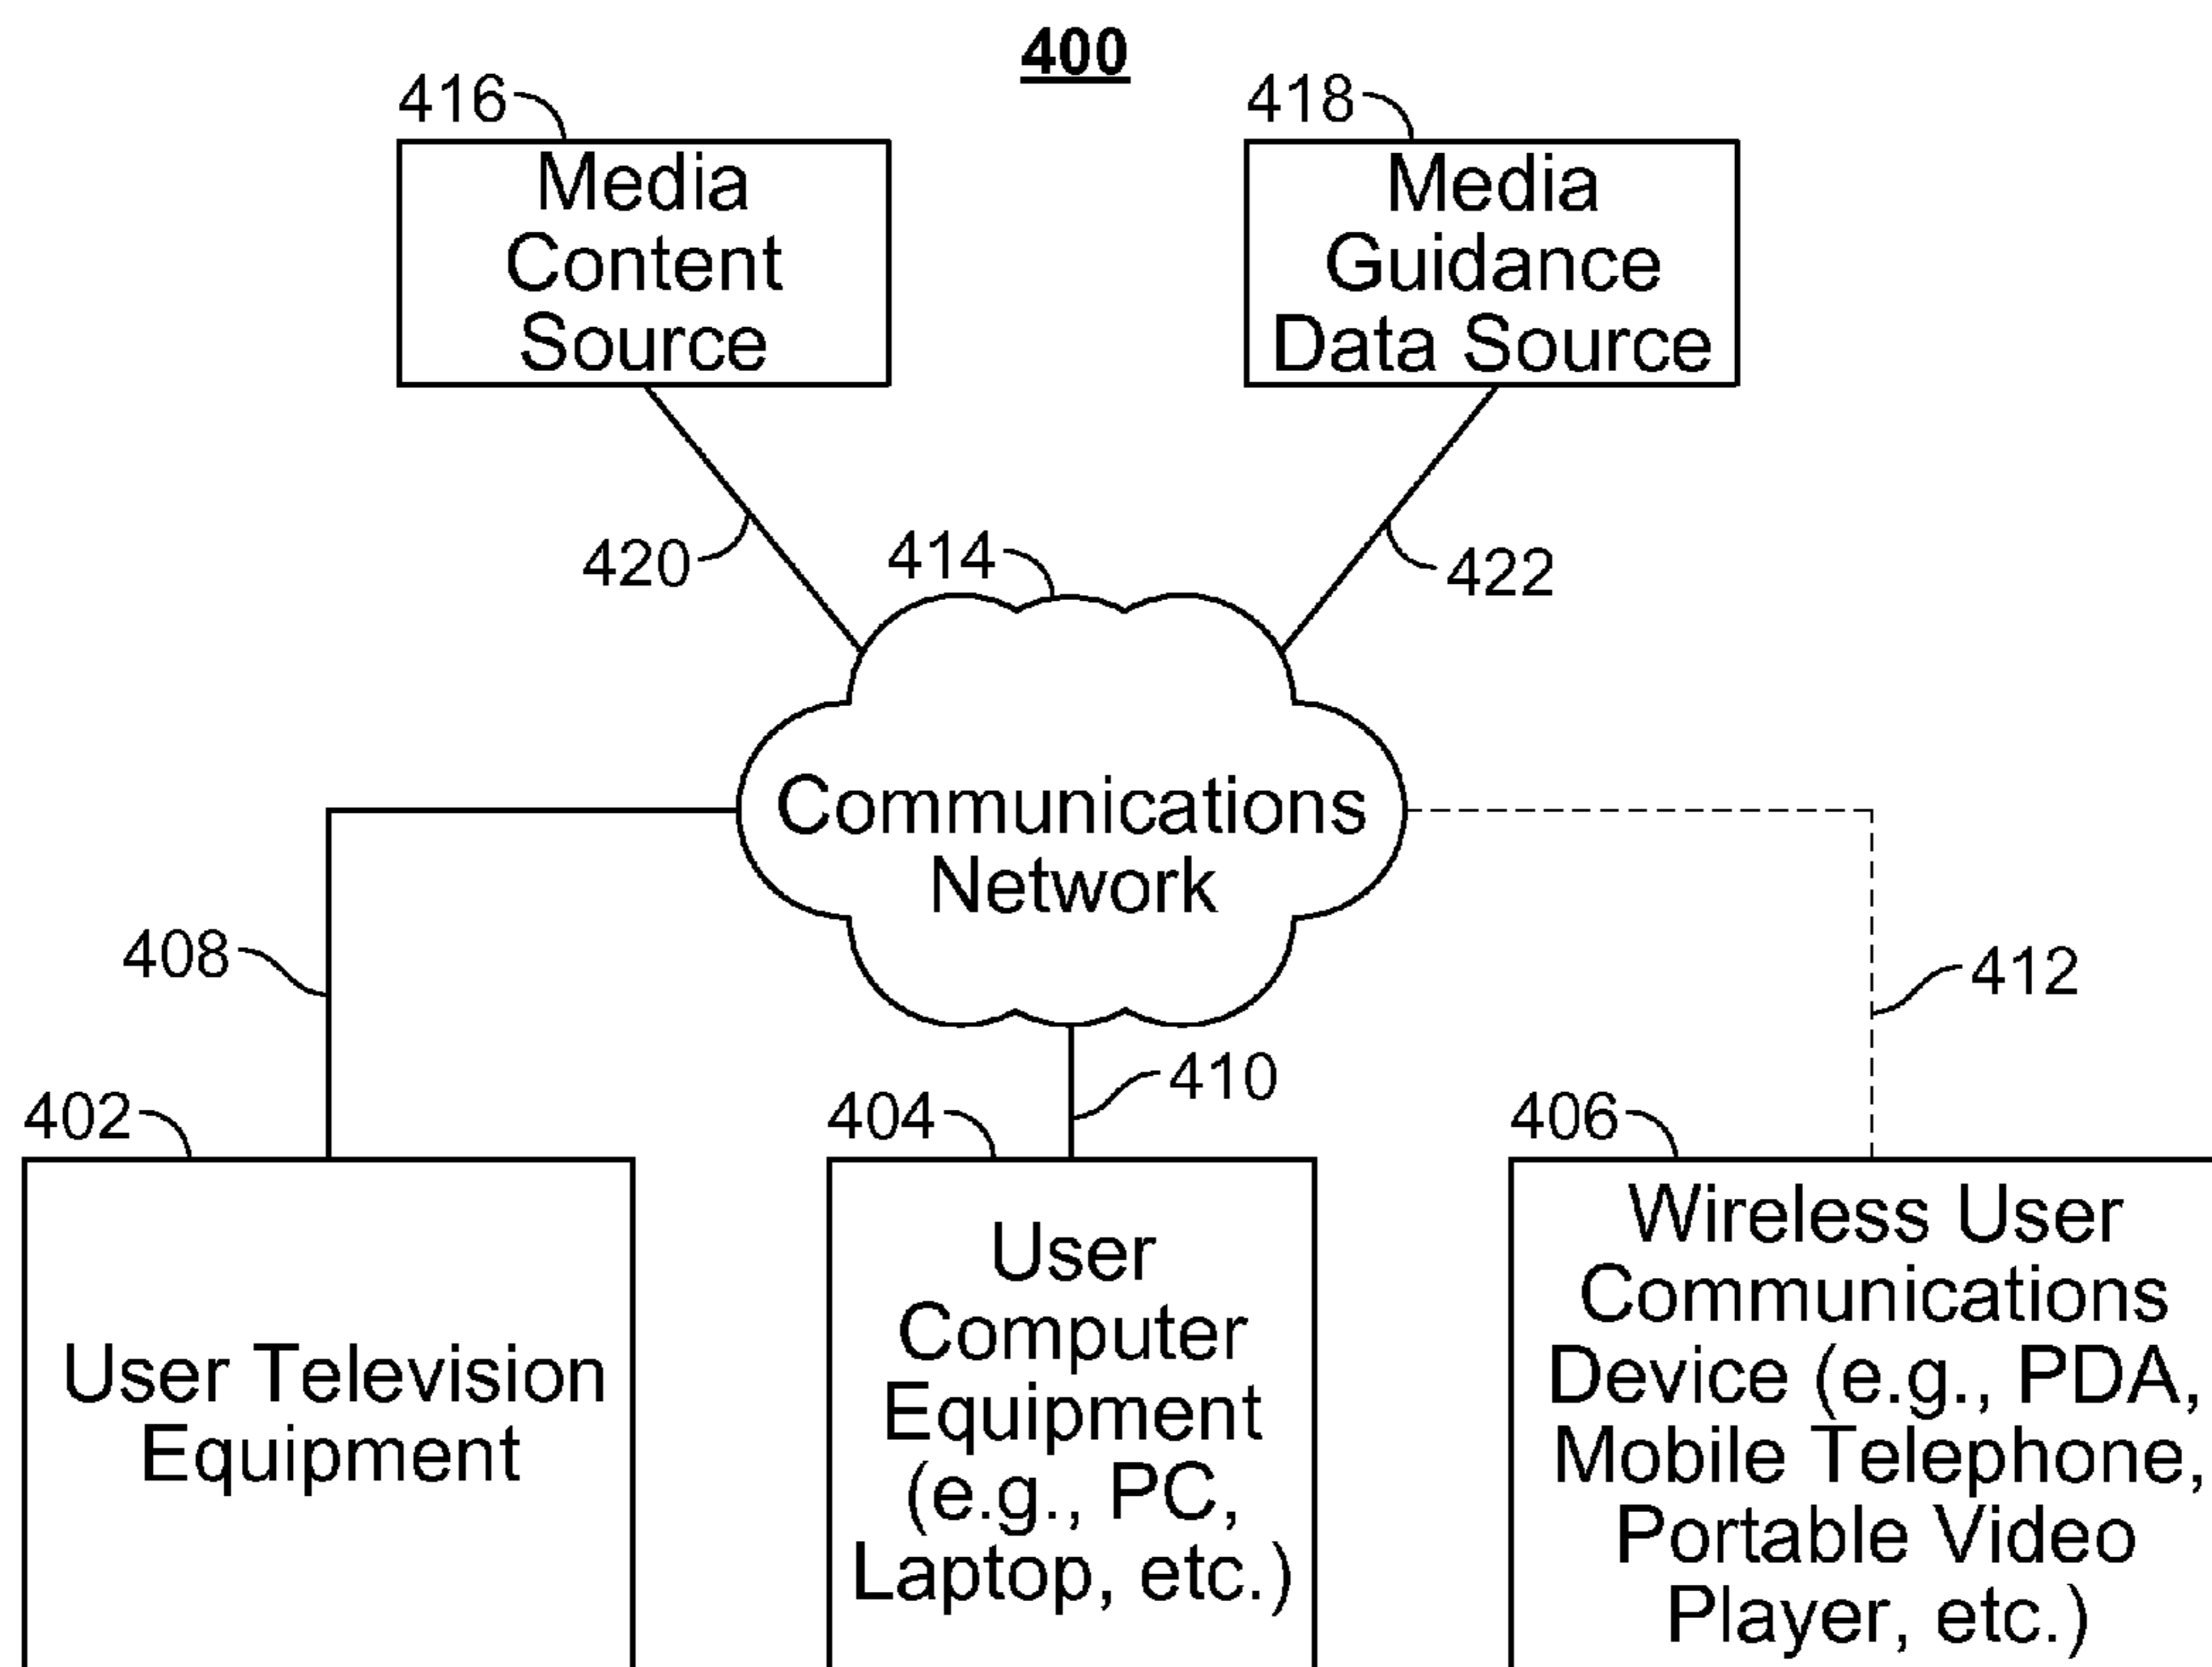 400
416
418
Media
Content
Source
Media
Guidance
Data Source
420
414
422
Communications
Network
408
412
410
402
404
406
User Television
Equipment
User
Computer
Equipment
(e.g., PC,
Laptop, etc.)
Wireless User
Communications
Device (e.g., PDA,
Mobile Telephone,
Portable Video
Player, etc.)